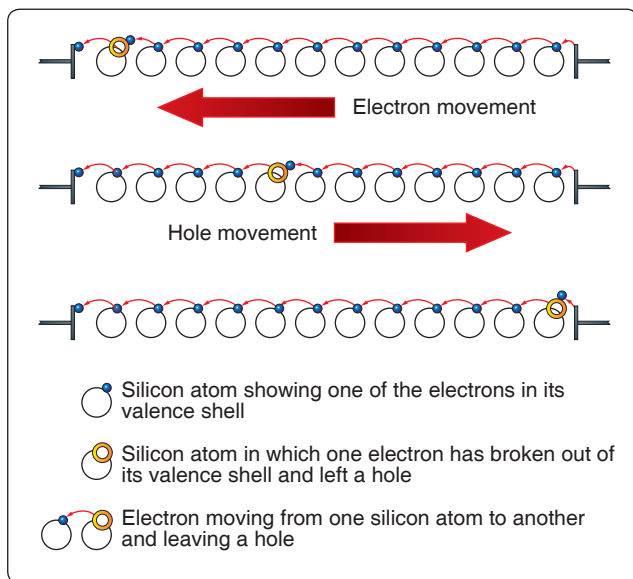 Electron movement
Hole movement
Silicon atom showing one of the electrons in its
valence shell
Silicon atom in which one electron has broken out of
its valence shell and left a hole
Electron moving from one silicon atom to another
and leaving a hole